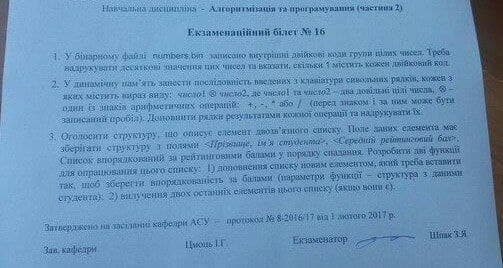 Навчальна дисципліна - Алгоритмізація та програмування (частина 2)
Екзаменаційний білет № 16
1. У бінарному файлі numbers.bin записано внутрішні двійкові коди групи цілих чисел. Треба
надрукувати десяткові значення цих чисел та вказати, скільки 1 містить кожен двійковий код.
2. У динамічну пам'ять занести послідовність введених з клавіатури символьних рядків, кожен з
яких містить вираз виду: число1 ⊗ число2, де число1 та число2 – два довільні цілі числа, ⊗ –
один із знаків арифметичних операцій: +, -, * або / (перед знаком і за ним може бути
записаний пробіл). Доповнити рядки результатами кожної операції та надрукувати їх.
3. Оголосити структуру, що описує елемент двозв'язного списку. Поле даних елемента має
зберігати структуру з полями <Прізвище, ім'я студента>, <Середній рейтинговий бал>.
Список впорядкований за рейтинговими балами у порядку спадання. Розробити дві функції
для опрацювання цього списку: 1) доповнення списку новим елементом, який треба вставити
так, щоб зберегти впорядкованість за балами (параметри функції – структура з даними
студента); 2) вилучення двох останніх елементів цього списку (якщо вони є).
Затверджено на засіданні кафедри АСУ – протокол № 8-2016/17 від 1 лютого 2017 р.
Зав. кафедри Цмоць І.Г. Екзаменатор Шпак З.Я.